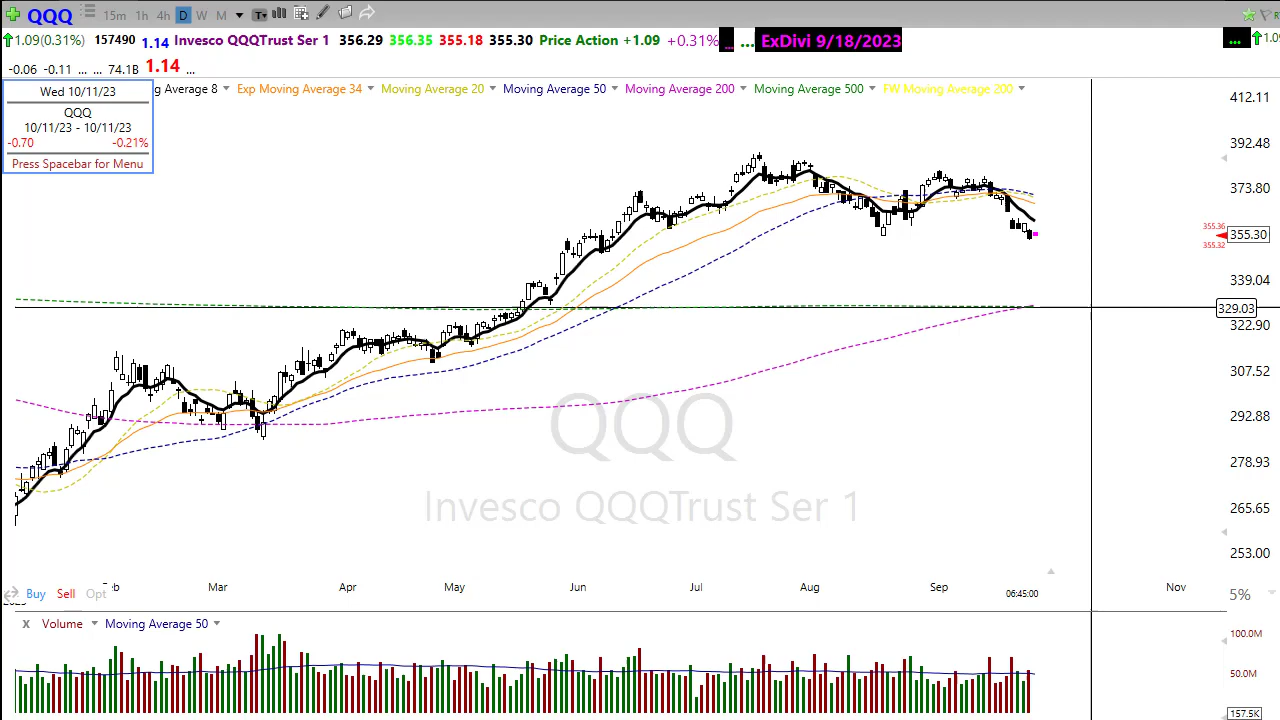 QQQ 15m 1h 4h D W M T
1.09(0.31%) 157490 1.14 Invesco QQQTrust Ser 1 356.29 356.35 355.18 355.30 Price Action +1.09 +0.31% ... ... ExDivi 9/18/2023 ... 1.09
-0.06 -0.11 ... ... 74.1B 1.14 ...
Wed 10/11/23
QQQ
10/11/23 - 10/11/23
-0.70 -0.21%
Press Spacebar for Menu
g Average 8 Exp Moving Average 34 Moving Average 20 Moving Average 50 Moving Average 200 Moving Average 500 FW Moving Average 200
412.11
392.48
373.80
355.36
355.30
355.32
339.04
329.03
322.90
307.52
292.88
278.93
265.65
253.00
QQQ
Invesco QQQTrust Ser 1
b Mar Apr May Jun Jul Aug Sep Nov
Buy Sell Opt 06:45:00 5%
X Volume Moving Average 50
100.0M
50.0M
157.5K